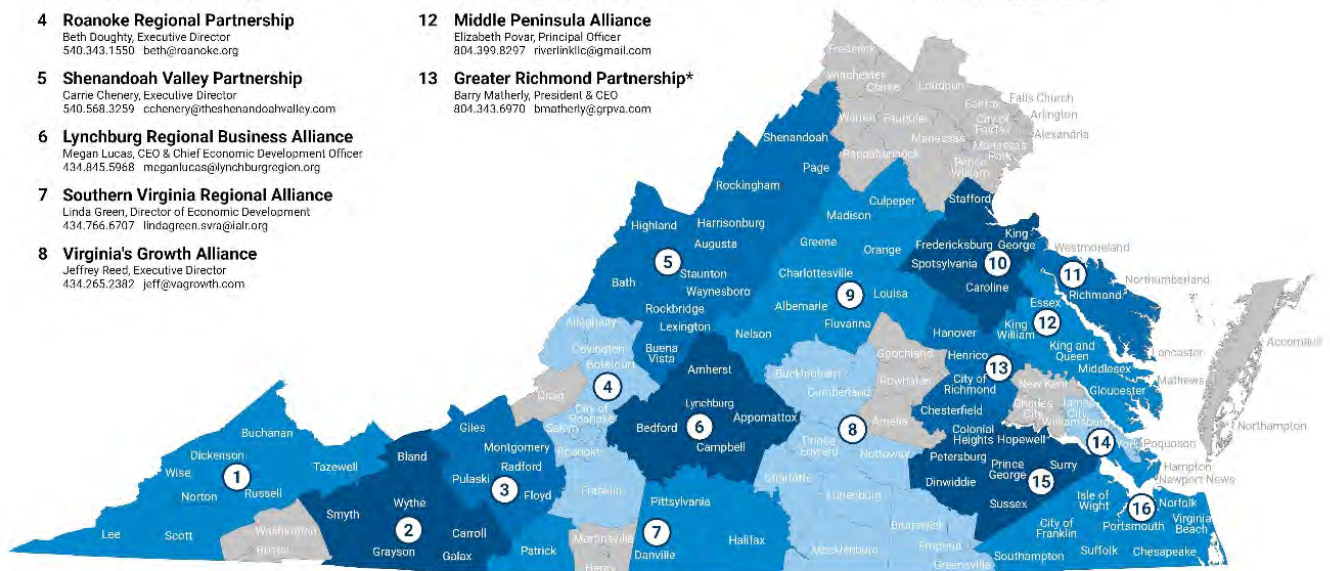 4 Roanoke Regional Partnership
Beth Doughty, Executive Director
540.343.1550 beth@roanoke.org
5 Shenandoah Valley Partnership
Carrie Chenery, Executive Director
540.568.3259 cchenery@theshenandoahvalley.com
6 Lynchburg Regional Business Alliance
Megan Lucas, CEO & Chief Economic Development Officer
434.845.5968 meganlucas@lynchburgregion.org
7 Southern Virginia Regional Alliance
Linda Green, Director of Economic Development
434.766.6707 lindagreen.svra@ialr.org
8 Virginia's Growth Alliance
Jeffrey Reed, Executive Director
434.265.2382 jeff@vagrowth.com
12 Middle Peninsula Alliance
Elizabeth Povar, Principal Officer
804.399.8297 riverlinkllc@gmail.com
13 Greater Richmond Partnership*
Barry Matherly, President & CEO
804.343.6970 bmatherly@grpva.com
Frederick
Winchester
Clarke
Loudoun
Falls Church
Arlington
Alexandria
Fairfax
City of
Fairfax
Warren
Fauquier
Manassas
Manassas
Park
Prince
William
Rappahannock
Shenandoah
Page
Rockingham
Culpeper
Stafford
Madison
Highland
Harrisonburg
Augusta
Greene
Orange
Fredericksburg
King
George
Westmoreland
5
Staunton
Bath
Waynesboro
Charlottesville
Spotsylvania
10
11
Northumberland
Caroline
Richmond
9
Louisa
Albemarle
Essex
Rockbridge
Lexington
Nelson
Fluvanna
Hanover
King
William
12
King and
Queen
Lancaster
Accomack
Alleghany
Covington
Buena
Vista
Botetourt
Amherst
Buckingham
Goochland
Henrico
13
Middlesex
Mathews
4
Cumberland
Powhatan
City of
Richmond
New Kent
Gloucester
Craig
City of
Roanoke
Lynchburg
Appomattox
Amelia
Chesterfield
Charles
City
James
City
Williamsburg
Northampton
Salem
Bedford
6
Campbell
8
Colonial
Heights
Hopewell
14
York
Poquoson
Giles
Buchanan
Bland
Montgomery
Roanoke
Prince
Edward
Nottoway
Petersburg
Prince
George
Surry
Hampton
Newport News
Dickenson
Wise
1
Tazewell
Radford
Pulaski
3
Floyd
Franklin
Charlotte
Dinwiddie
15
Norton
Russell
Wythe
Pittsylvania
Lunenburg
Sussex
Isle of
Wight
16
Norfolk
Smyth
2
Carroll
7
Halifax
Brunswick
City of
Franklin
Portsmouth
Virginia
Beach
Lee
Scott
Washington
Bristol
Grayson
Galax
Patrick
Martinsville
Henry
Danville
Mecklenburg
Emporia
Greensville
Southampton
Suffolk
Chesapeake